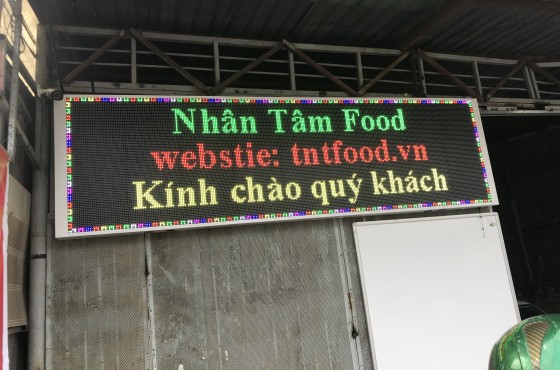 Nhân Tâm Food
webstie: tntfood.vn
Kính chào quý khách